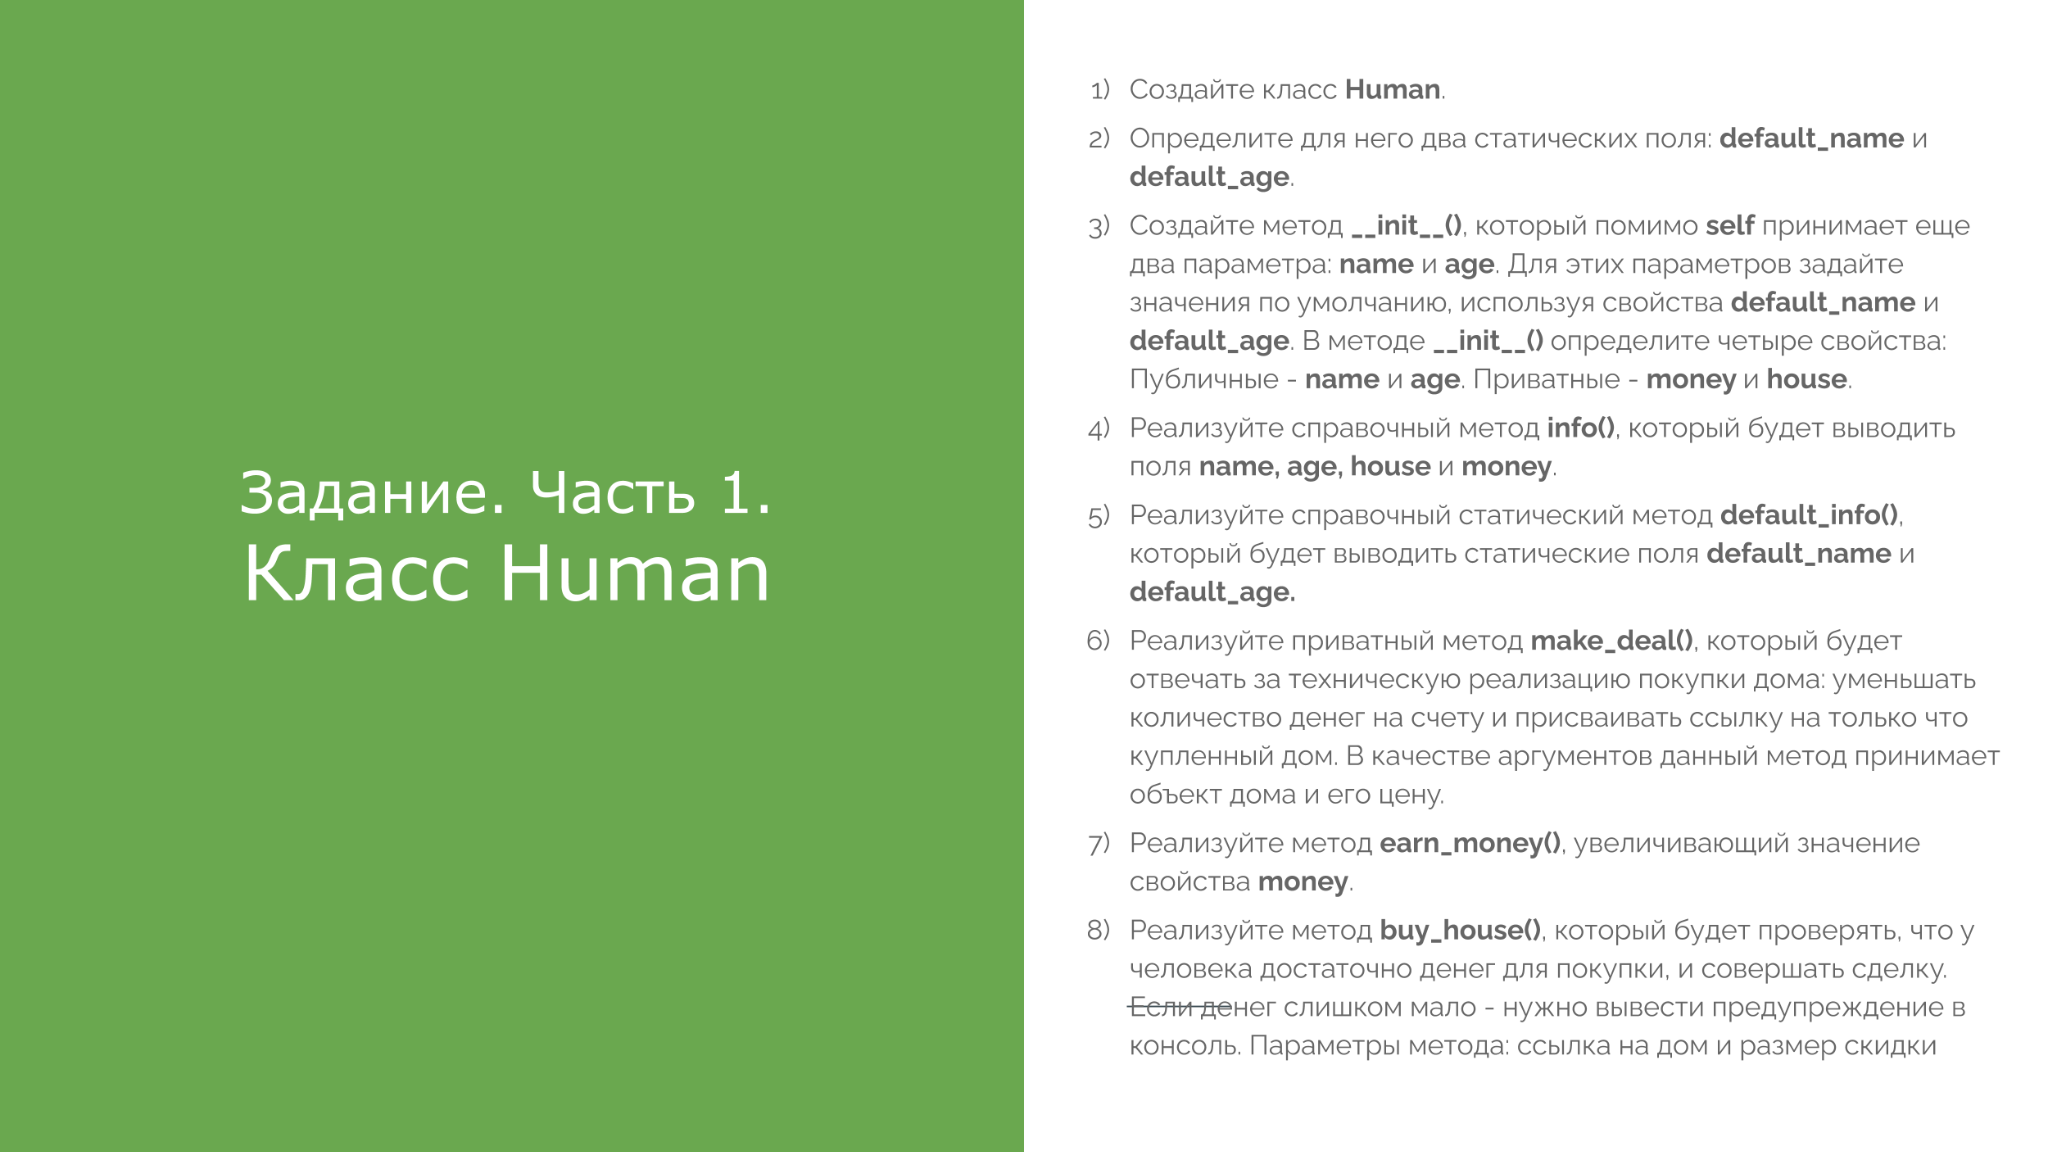 Задание. Часть 1.
Класс Human
1) Создайте класс Human.
2) Определите для него два статических поля: default_name и
default_age.
3) Создайте метод __init__(), который помимо self принимает еще
два параметра: name и age. Для этих параметров задайте
значения по умолчанию, используя свойства default_name и
default_age. В методе __init__() определите четыре свойства:
Публичные - name и age. Приватные - money и house.
4) Реализуйте справочный метод info(), который будет выводить
поля name, age, house и money.
5) Реализуйте справочный статический метод default_info(),
который будет выводить статические поля default_name и
default_age.
6) Реализуйте приватный метод make_deal(), который будет
отвечать за техническую реализацию покупки дома: уменьшать
количество денег на счету и присваивать ссылку на только что
купленный дом. В качестве аргументов данный метод принимает
объект дома и его цену.
7) Реализуйте метод earn_money(), увеличивающий значение
свойства money.
8) Реализуйте метод buy_house(), который будет проверять, что у
человека достаточно денег для покупки, и совершать сделку.
Если денег слишком мало - нужно вывести предупреждение в
консоль. Параметры метода: ссылка на дом и размер скидки